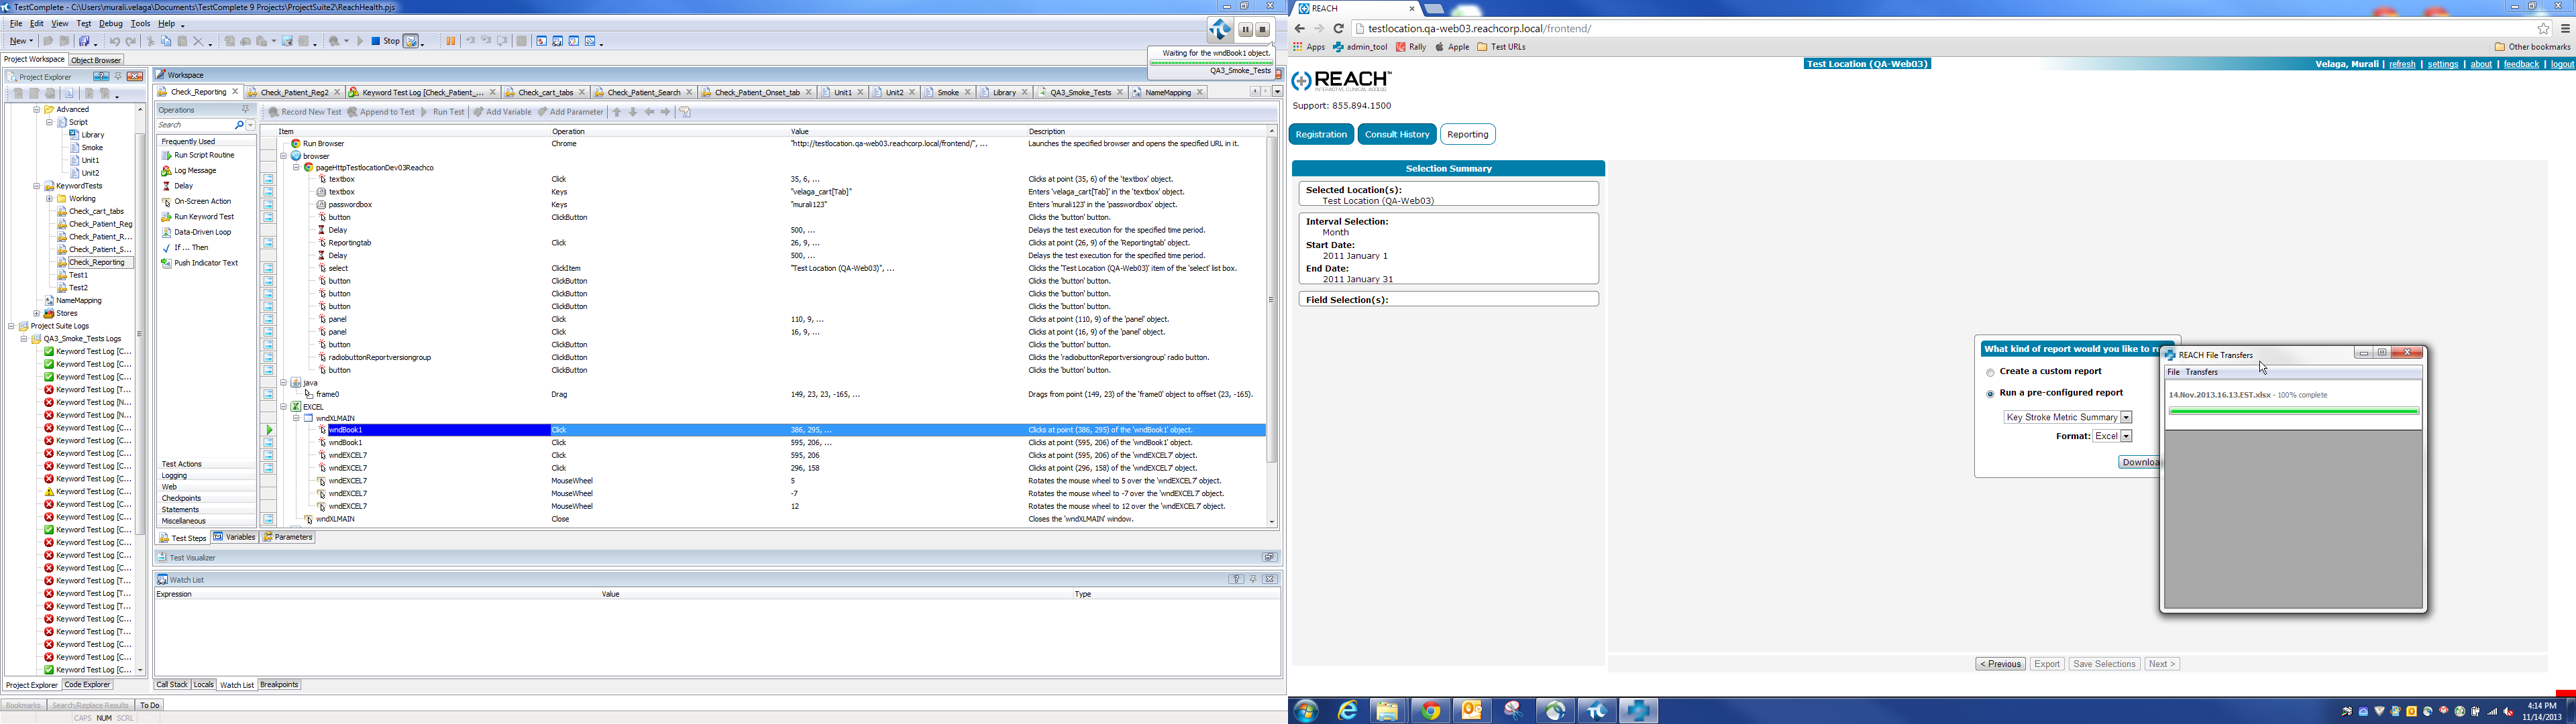 TestComplete - C:\Users\murali.velaga\Documents\TestComplete 9 Projects\ProjectSuite2\ReachHealth.pjs
File Edit View Test Debug Tools Help
New
Stop
Waiting for the wndBook1 object.
QA3_Smoke_Tests
Project Workspace Object Browser
Project Explorer
Advanced
Script
Library
Smoke
Unit1
Unit2
KeywordTests
Working
Check_cart_tabs
Check_Patient_Reg
Check_Patient_R...
Check_Patient_S...
Check_Reporting
Test1
Test2
NameMapping
Stores
Project Suite Logs
QA3_Smoke_Tests Logs
Keyword Test Log [C...
Keyword Test Log [C...
Keyword Test Log [C...
Keyword Test Log [T...
Keyword Test Log [C...
Keyword Test Log [N...
Keyword Test Log [C...
Keyword Test Log [C...
Keyword Test Log [C...
Keyword Test Log [C...
Keyword Test Log [C...
Keyword Test Log [C...
Keyword Test Log [C...
Keyword Test Log [C...
Keyword Test Log [C...
Keyword Test Log [C...
Keyword Test Log [C...
Keyword Test Log [C...
Keyword Test Log [T...
Keyword Test Log [T...
Keyword Test Log [T...
Keyword Test Log [C...
Keyword Test Log [T...
Keyword Test Log [C...
Keyword Test Log [C...
Keyword Test Log [C...
Project Explorer Code Explorer
Bookmarks Search/Replace Results To Do
CAPS NUM SCRL
Workspace
Check_Reporting Check_Patient_Reg2 Keyword Test Log [Check_Patient_... Check_cart_tabs Check_Patient_Search Check_Patient_Onset_tab Unit1 Unit2 Smoke Library QA3_Smoke_Tests NameMapping
Operations
Search
Frequently Used
Run Script Routine
Log Message
Delay
On-Screen Action
Run Keyword Test
Data-Driven Loop
If ... Then
Push Indicator Text
Test Actions
Logging
Web
Checkpoints
Statements
Miscellaneous
Record New Test Append to Test Run Test Add Variable Add Parameter
Item Operation Value Description
Run Browser Chrome "http://testlocation.qa-web03.reachcorp.local/frontend/", ... Launches the specified browser and opens the specified URL in it.
browser
pageHttpTestlocationDev03Reachco
textbox Click 35, 6, ... Clicks at point (35, 6) of the 'textbox' object.
textbox Keys "velaga_cart[Tab]" Enters 'velaga_cart[Tab]' in the 'textbox' object.
passwordbox Keys "murali123" Enters 'murali123' in the 'passwordbox' object.
button ClickButton Clicks the 'button' button.
Delay 500, ... Delays the test execution for the specified time period.
Reportingtab Click 26, 9, ... Clicks at point (26, 9) of the 'Reportingtab' object.
Delay 500, ... Delays the test execution for the specified time period.
select ClickItem "Test Location (QA-Web03)", ... Clicks the 'Test Location (QA-Web03)' item of the 'select' list box.
button ClickButton Clicks the 'button' button.
button ClickButton Clicks the 'button' button.
button ClickButton Clicks the 'button' button.
panel Click 110, 9, ... Clicks at point (110, 9) of the 'panel' object.
panel Click 16, 9, ... Clicks at point (16, 9) of the 'panel' object.
button ClickButton Clicks the 'button' button.
radiobuttonReportversiongroup ClickButton Clicks the 'radiobuttonReportversiongroup' radio button.
button ClickButton Clicks the 'button' button.
java
frame0 Drag 149, 23, 23, -165, ... Drags from point (149, 23) of the 'frame0' object to offset (23, -165).
EXCEL
wndXLMAIN
wndBook1 Click 386, 295, ... Clicks at point (386, 295) of the 'wndBook1' object.
wndBook1 Click 595, 206, ... Clicks at point (595, 206) of the 'wndBook1' object.
wndEXCEL7 Click 595, 206 Clicks at point (595, 206) of the 'wndEXCEL7' object.
wndEXCEL7 Click 296, 158 Clicks at point (296, 158) of the 'wndEXCEL7' object.
wndEXCEL7 MouseWheel 5 Rotates the mouse wheel to 5 over the 'wndEXCEL7' object.
wndEXCEL7 MouseWheel -7 Rotates the mouse wheel to -7 over the 'wndEXCEL7' object.
wndEXCEL7 MouseWheel 12 Rotates the mouse wheel to 12 over the 'wndEXCEL7' object.
wndXLMAIN Close Closes the 'wndXLMAIN' window.
Test Steps Variables Parameters
Test Visualizer
Watch List
Expression Value Type
Call Stack Locals Watch List Breakpoints
REACH
testlocation.qa-web03.reachcorp.local/frontend/
Apps admin_tool Rally Apple Test URLs Other bookmarks
Test Location (QA-Web03)
Velaga, Murali | refresh | settings | about | feedback | logout
REACH™
INTERACTIVE CLINICAL ACCESS
Support: 855.894.1500
Registration Consult History Reporting
Selection Summary
Selected Location(s):
Test Location (QA-Web03)
Interval Selection:
Month
Start Date:
2011 January 1
End Date:
2011 January 31
Field Selection(s):
What kind of report would you like to r
Create a custom report
Run a pre-configured report
Key Stroke Metric Summary
Format: Excel
Downloa
REACH File Transfers
File Transfers
14.Nov.2013.16.13.EST.xlsx - 100% complete
< Previous Export Save Selections Next >
4:14 PM
11/14/2013